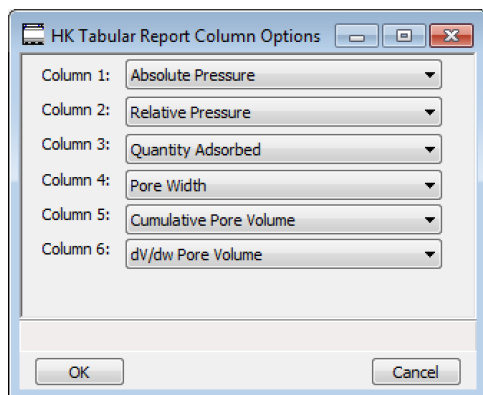 HK Tabular Report Column Options
Column 1: Absolute Pressure
Column 2: Relative Pressure
Column 3: Quantity Adsorbed
Column 4: Pore Width
Column 5: Cumulative Pore Volume
Column 6: dV/dw Pore Volume
OK Cancel